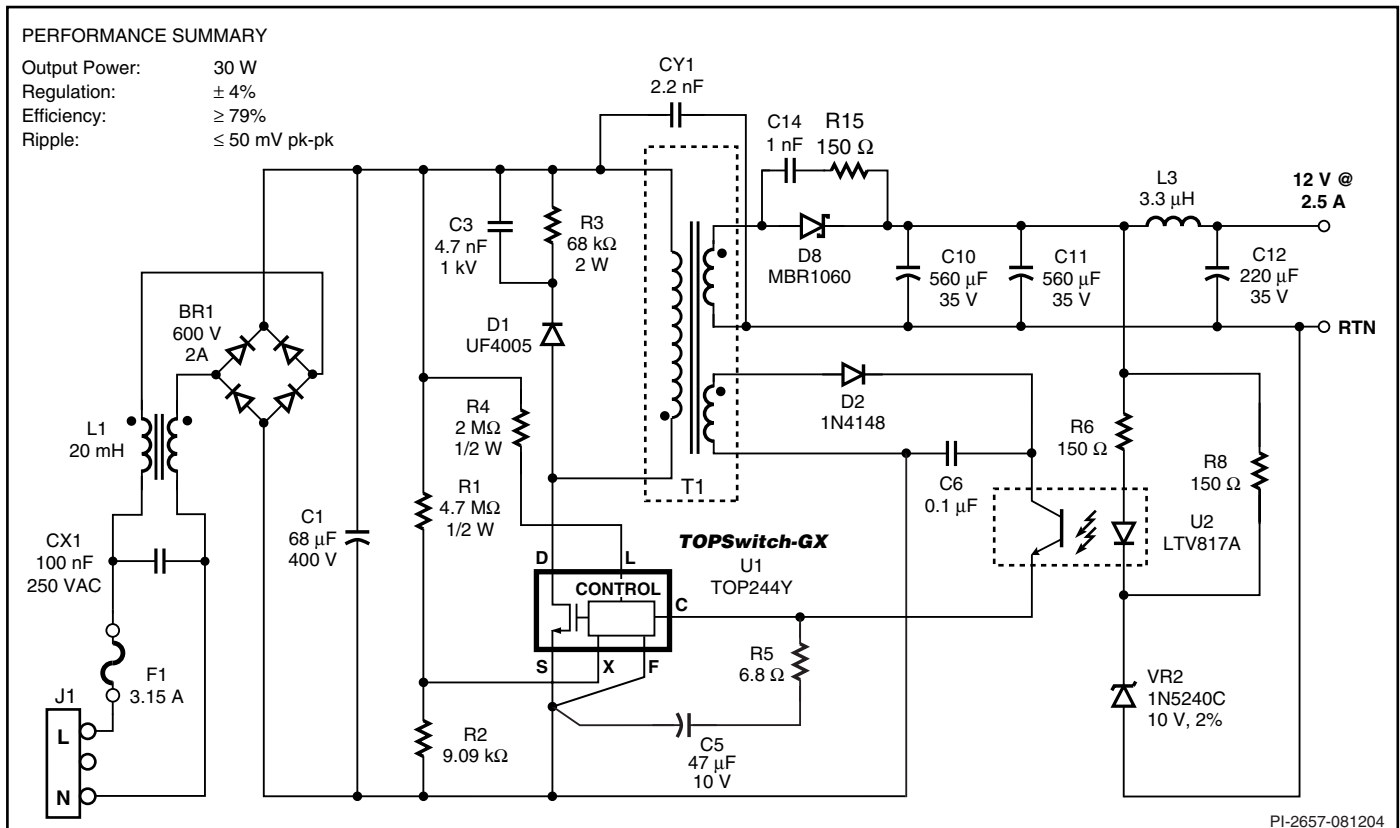 PERFORMANCE SUMMARY
Output Power: 30 W
Regulation: ± 4%
Efficiency: ≥ 79%
Ripple: ≤ 50 mV pk-pk
CY1
2.2 nF
C14
1 nF
R15
150 Ω
L3
3.3 µH
12 V @
2.5 A
C3
4.7 nF
1 kV
R3
68 kΩ
2 W
D8
MBR1060
C10
560 µF
35 V
C11
560 µF
35 V
C12
220 µF
35 V
RTN
BR1
600 V
2A
D1
UF4005
D2
1N4148
R4
2 MΩ
1/2 W
L1
20 mH
T1
R6
150 Ω
R8
150 Ω
R1
4.7 MΩ
1/2 W
C6
0.1 µF
U2
LTV817A
C1
68 µF
400 V
CX1
100 nF
250 VAC
TOPSwitch-GX
U1
TOP244Y
D
L
CONTROL
C
S
X
F
R5
6.8 Ω
F1
3.15 A
J1
L
N
R2
9.09 kΩ
C5
47 µF
10 V
VR2
1N5240C
10 V, 2%
PI-2657-081204